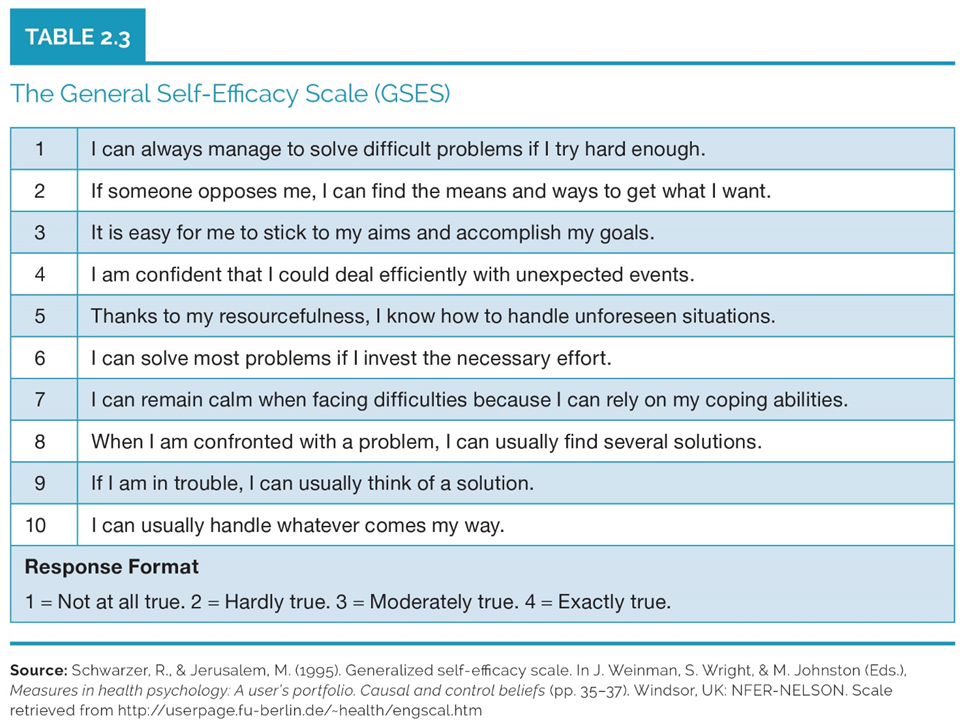 TABLE 2.3
The General Self-Efficacy Scale (GSES)
1 I can always manage to solve difficult problems if I try hard enough.
2 If someone opposes me, I can find the means and ways to get what I want.
3 It is easy for me to stick to my aims and accomplish my goals.
4 I am confident that I could deal efficiently with unexpected events.
5 Thanks to my resourcefulness, I know how to handle unforeseen situations.
6 I can solve most problems if I invest the necessary effort.
7 I can remain calm when facing difficulties because I can rely on my coping abilities.
8 When I am confronted with a problem, I can usually find several solutions.
9 If I am in trouble, I can usually think of a solution.
10 I can usually handle whatever comes my way.
Response Format
1 = Not at all true. 2 = Hardly true. 3 = Moderately true. 4 = Exactly true.
Source: Schwarzer, R., & Jerusalem, M. (1995). Generalized self-efficacy scale. In J. Weinman, S. Wright, & M. Johnston (Eds.),
Measures in health psychology: A user's portfolio. Causal and control beliefs (pp. 35–37). Windsor, UK: NFER-NELSON. Scale
retrieved from http://userpage.fu-berlin.de/~health/engscal.htm